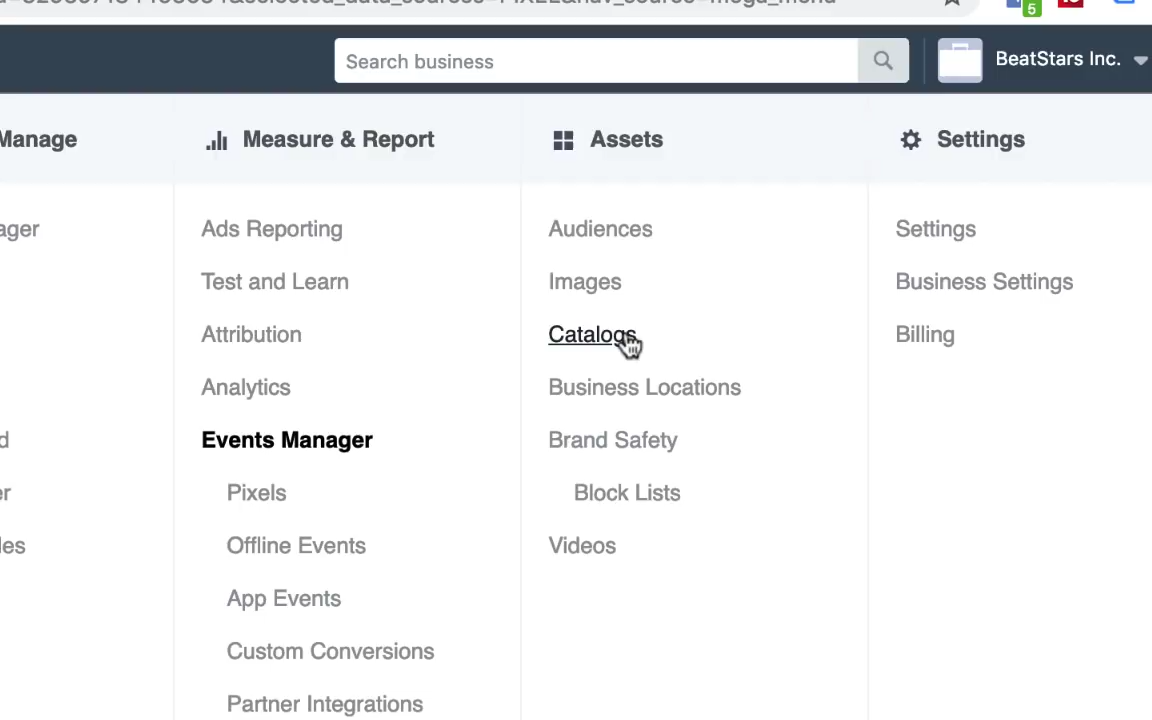 5
Search business
BeatStars Inc.
Manage
Measure & Report
Assets
Settings
Ads Reporting
Test and Learn
Attribution
Analytics
Events Manager
Pixels
Offline Events
App Events
Custom Conversions
Partner Integrations
Audiences
Images
Catalogs
Business Locations
Brand Safety
Block Lists
Videos
Settings
Business Settings
Billing